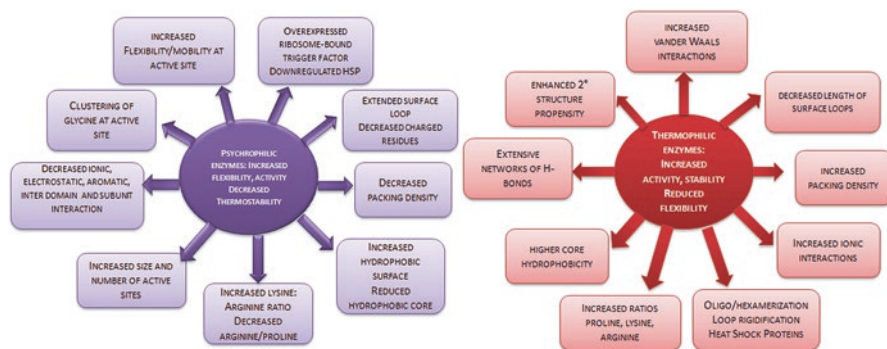 INCREASED
FLEXIBILITY/MOBILITY AT
ACTIVE SITE
OVEREXPRESSED
RIBOSOME-BOUND
TRIGGER FACTOR
DOWNREGULATED HSP
CLUSTERING OF
GLYCINE AT ACTIVE
SITE
EXTENDED SURFACE
LOOP
DECREASED CHARGED
RESIDUES
PSYCHROPHILIC
ENZYMES: INCREASED
FLEXIBILITY, ACTIVITY
DECREASED
THERMOSTABILITY
DECREASED IONIC,
ELECTROSTATIC, AROMATIC,
INTER DOMAIN AND SUBUNIT
INTERACTION
DECREASED
PACKING DENSITY
INCREASED SIZE AND
NUMBER OF ACTIVE
SITES
INCREASED LYSINE:
ARGININE RATIO
DECREASED
ARGININE/PROLINE
INCREASED
HYDROPHOBIC
SURFACE
REDUCED
HYDROPHOBIC CORE
INCREASED
VANDER WAALS
INTERACTIONS
ENHANCED 2°
STRUCTURE
PROPENSITY
DECREASED LENGTH OF
SURFACE LOOPS
THERMOPHILIC
ENZYMES:
INCREASED
ACTIVITY, STABILITY
REDUCED
FLEXIBILITY
EXTENSIVE
NETWORKS OF H-
BONDS
INCREASED
PACKING DENSITY
HIGHER CORE
HYDROPHOBICITY
INCREASED IONIC
INTERACTIONS
INCREASED RATIOS
PROLINE, LYSINE,
ARGININE
OLIGO/HEXAMERIZATION
LOOP RIGIDIFICATION
HEAT SHOCK PROTEINS